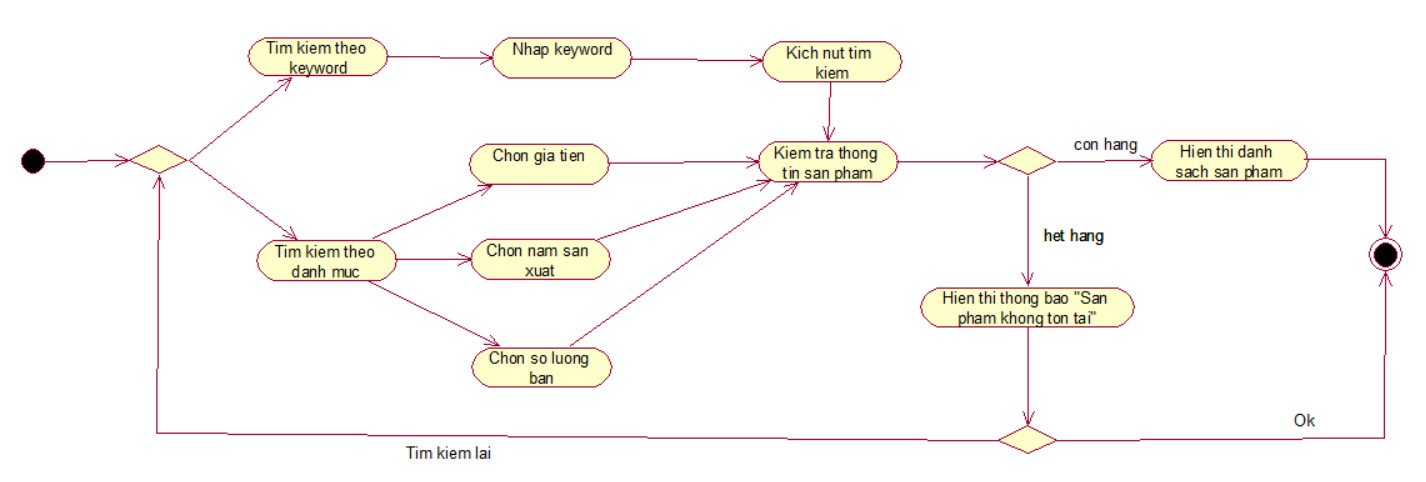 Tim kiem theo
keyword
Nhap keyword
Kich nut tim
kiem
Chon gia tien
Kiem tra thong
tin san pham
con hang
Hien thi danh
sach san pham
Tim kiem theo
danh muc
Chon nam san
xuat
het hang
Hien thi thong bao "San
pham khong ton tai"
Chon so luong
ban
Tim kiem lai
Ok